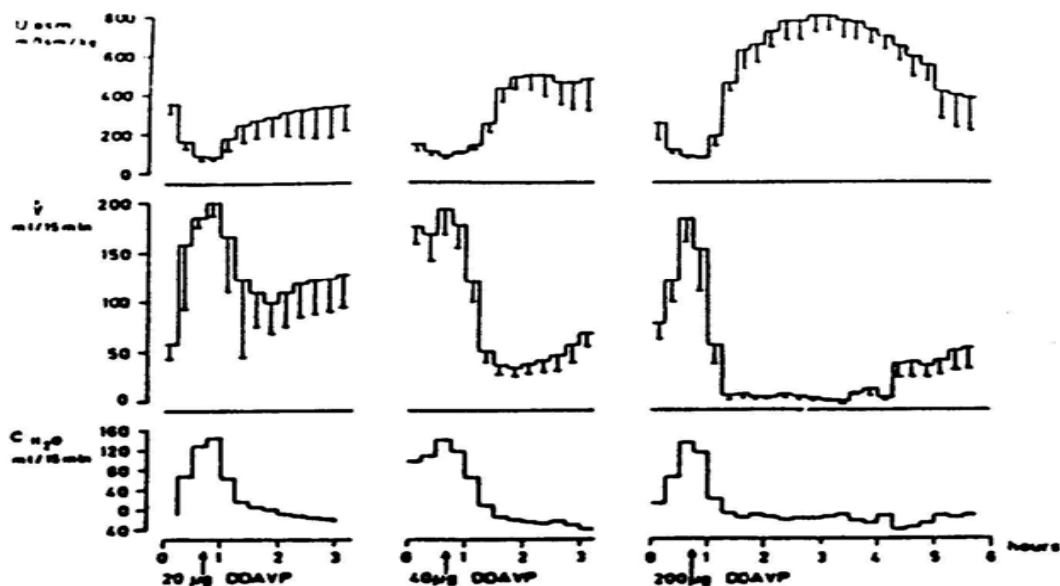 U osm
mOsm/kg
800
600
400
200
0
V
ml/15min
200
150
100
50
0
C H2O
ml/15min
160
120
80
40
0
40
0 1 2 3 0 1 2 3 0 1 2 3 4 5 6 hours
20 µg DDAVP 40µg DDAVP 200µg DDAVP